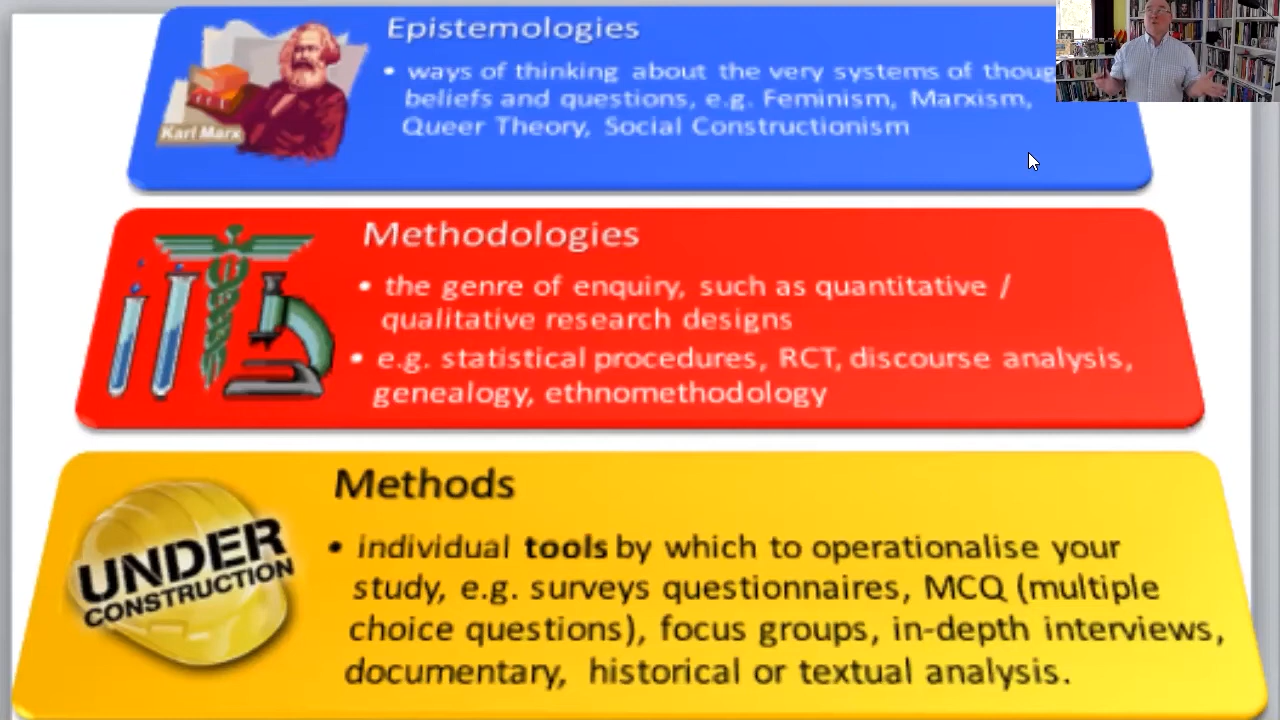 Epistemologies
• ways of thinking about the very systems of
beliefs and questions, e.g. Feminism, Marxism,
Queer Theory, Social Constructionism
Karl Marx
Methodologies
• the genre of enquiry, such as quantitative /
qualitative research designs
• e.g. statistical procedures, RCT, discourse analysis,
genealogy, ethnomethodology
Methods
• individual tools by which to operationalise your
study, e.g. surveys questionnaires, MCQ (multiple
choice questions), focus groups, in-depth interviews,
documentary, historical or textual analysis.
UNDER
CONSTRUCTION